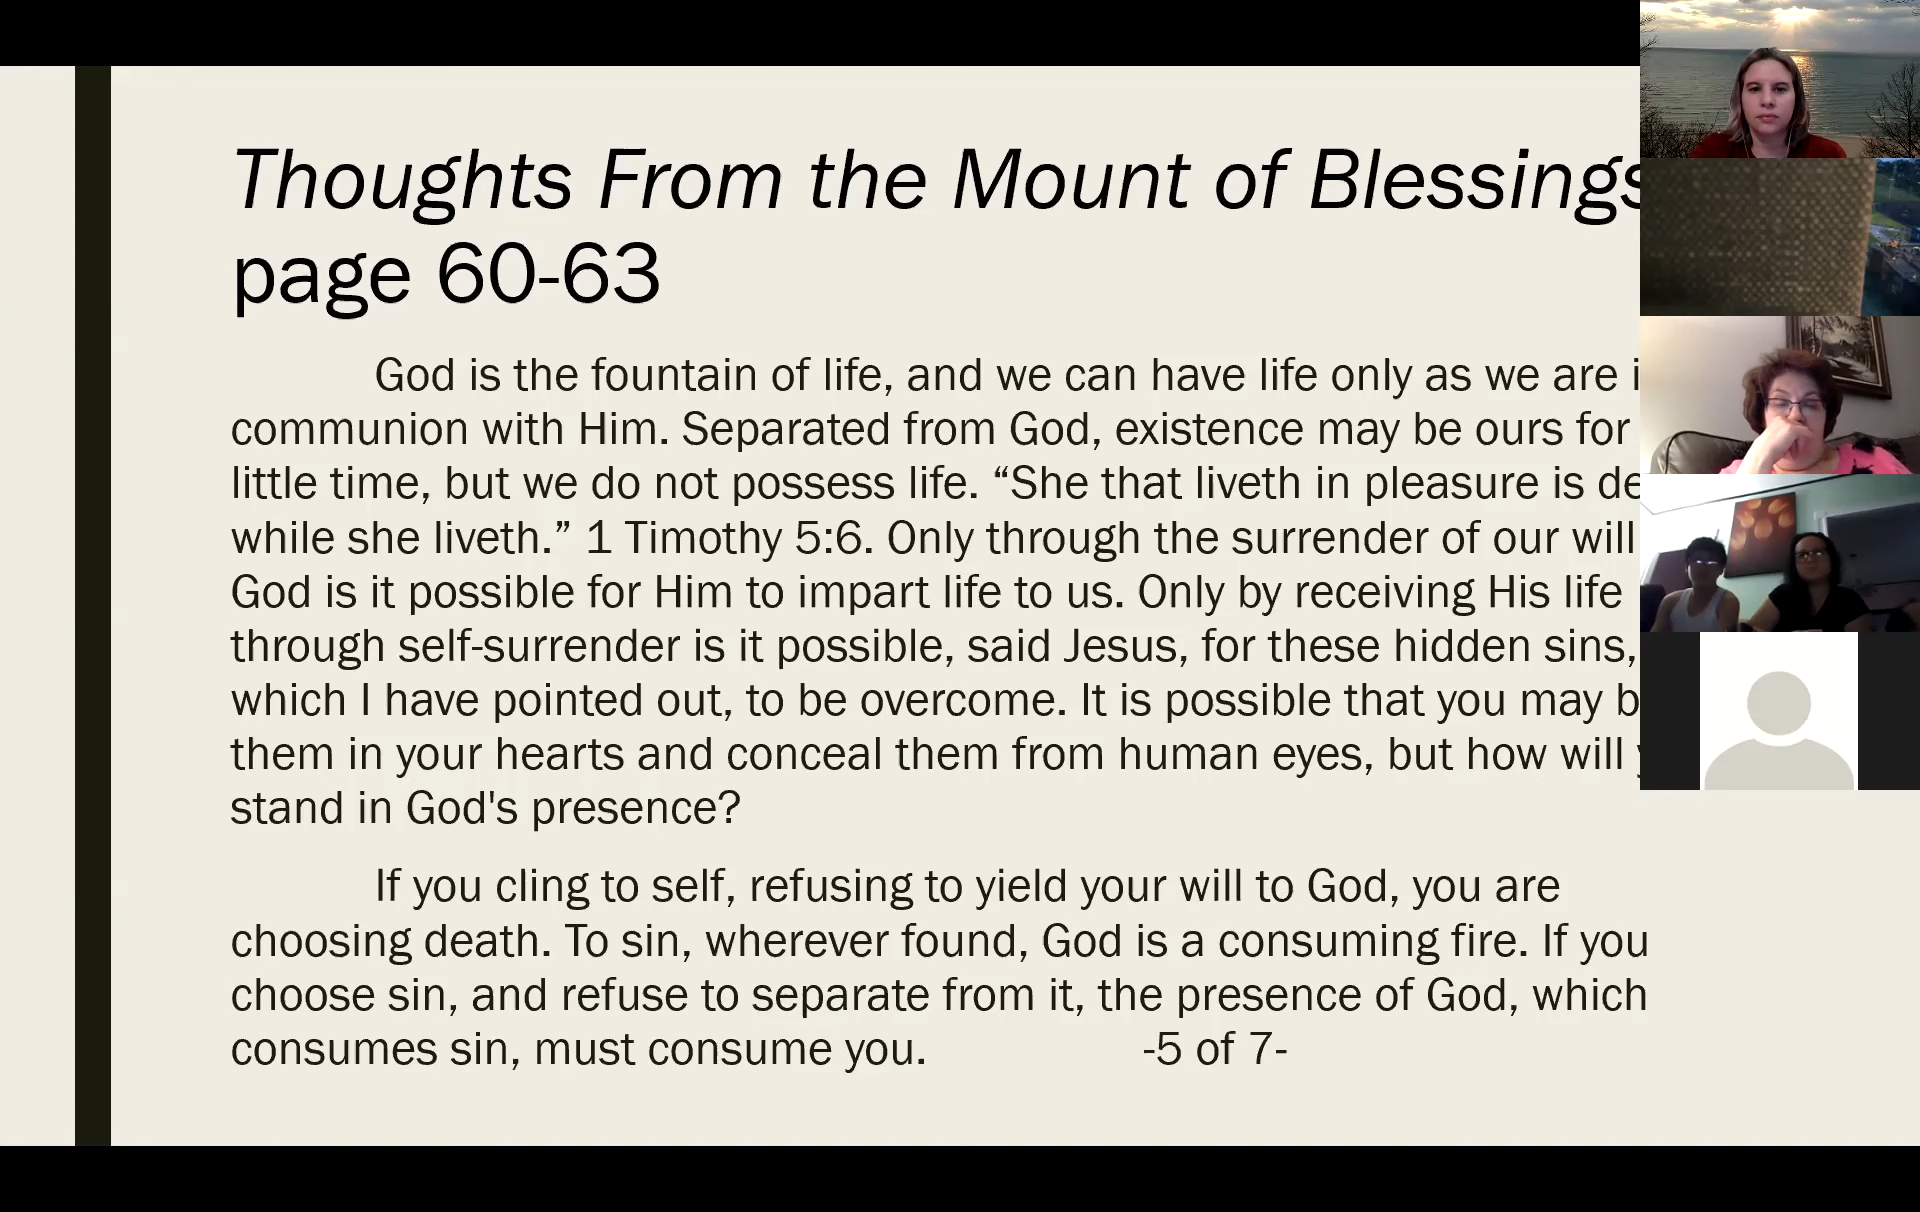 Thoughts From the Mount of Blessings
page 60-63
God is the fountain of life, and we can have life only as we are
communion with Him. Separated from God, existence may be ours for
little time, but we do not possess life. “She that liveth in pleasure is
while she liveth.” 1 Timothy 5:6. Only through the surrender of our will
God is it possible for Him to impart life to us. Only by receiving His life
through self-surrender is it possible, said Jesus, for these hidden sins,
which I have pointed out, to be overcome. It is possible that you may
them in your hearts and conceal them from human eyes, but how will
stand in God's presence?
If you cling to self, refusing to yield your will to God, you are
choosing death. To sin, wherever found, God is a consuming fire. If you
choose sin, and refuse to separate from it, the presence of God, which
consumes sin, must consume you. -5 of 7-